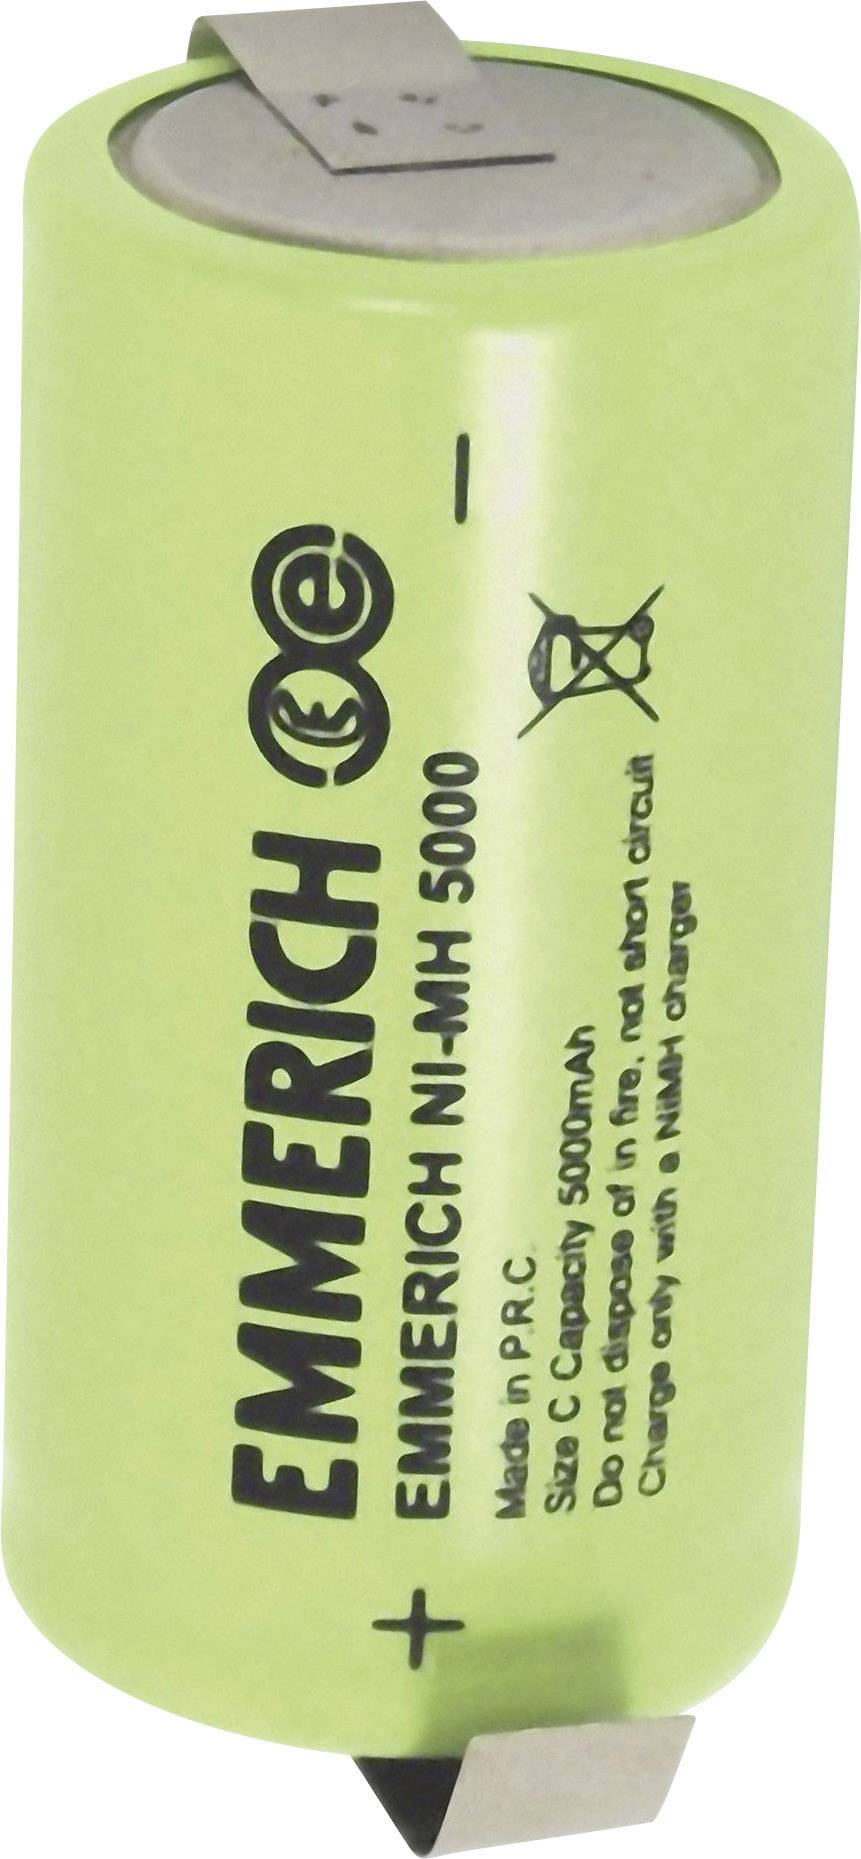 EMMERICH
EMMERICH NI-MH 5000
Made in P.R.C.
Size C Capacity 5000mAh
Do not dispose of in fire, not short circuit
Charge only with a NiMH charger
e
E
+
-